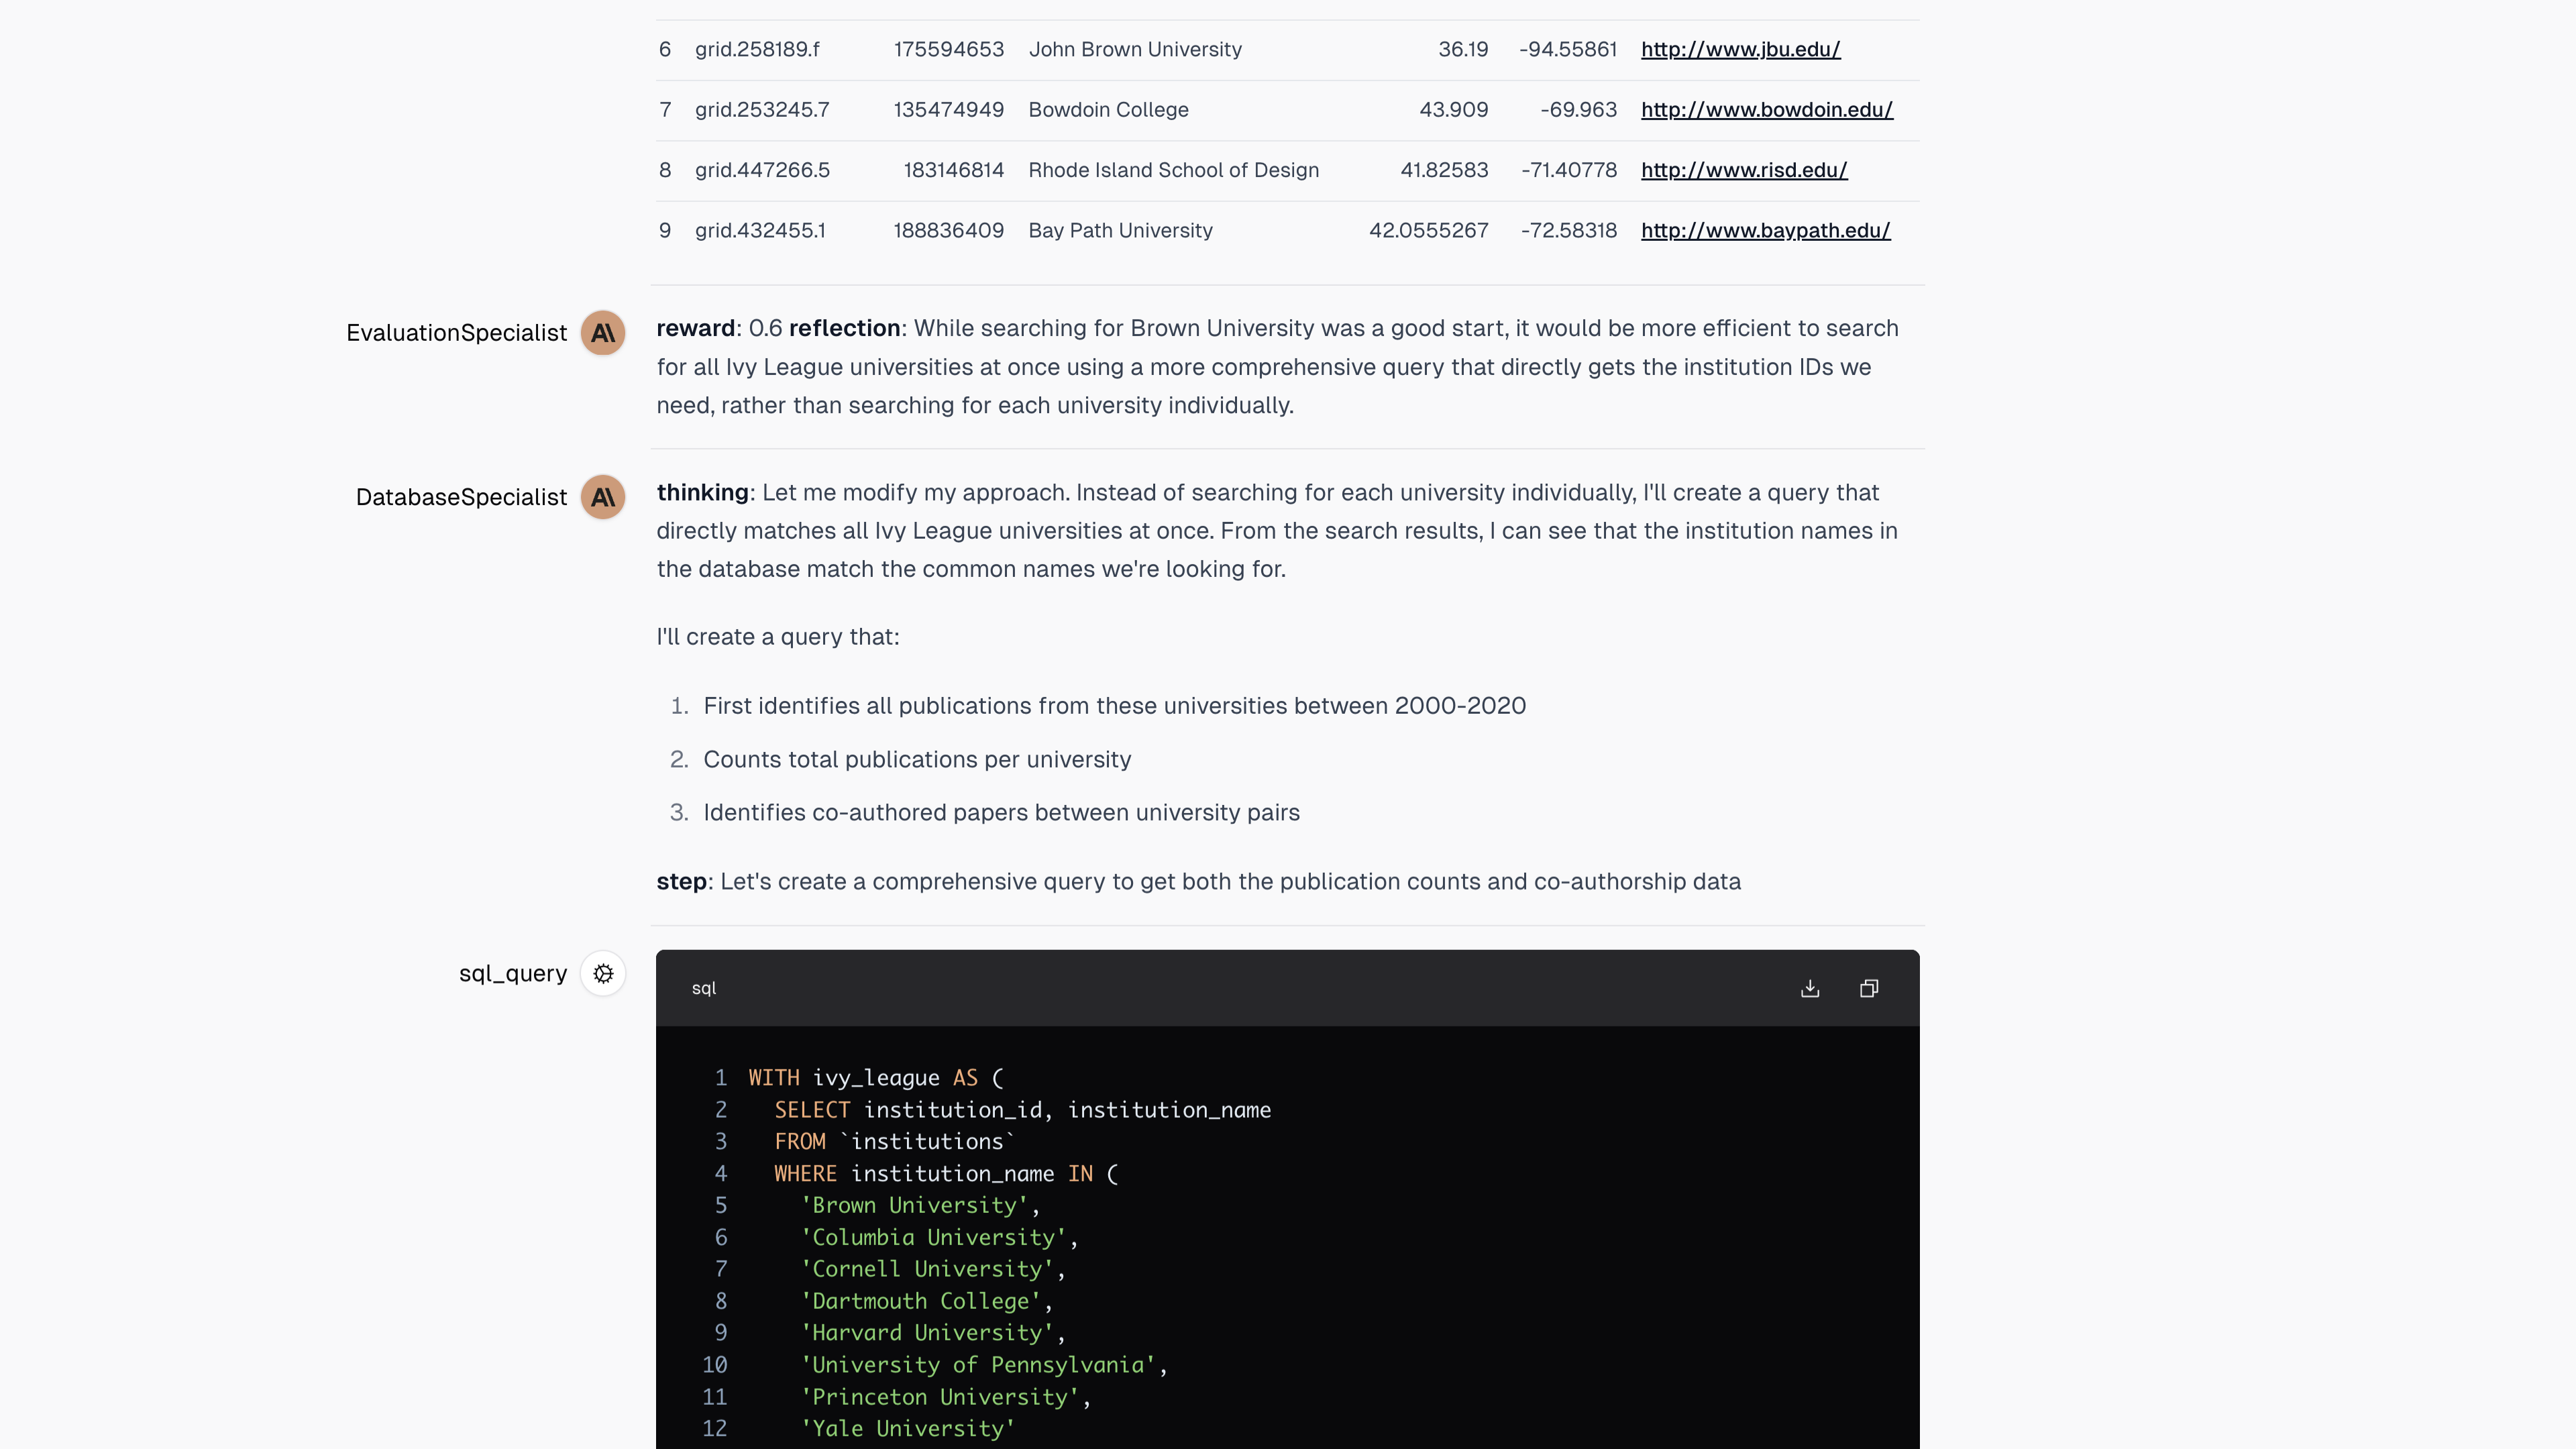 6 grid.258189.f 175594653 John Brown University 36.19 -94.55861 http://www.jbu.edu/
7 grid.253245.7 135474949 Bowdoin College 43.909 -69.963 http://www.bowdoin.edu/
8 grid.447266.5 183146814 Rhode Island School of Design 41.82583 -71.40778 http://www.risd.edu/
9 grid.432455.1 188836409 Bay Path University 42.0555267 -72.58318 http://www.baypath.edu/
EvaluationSpecialist
reward: 0.6 reflection: While searching for Brown University was a good start, it would be more efficient to search
for all Ivy League universities at once using a more comprehensive query that directly gets the institution IDs we
need, rather than searching for each university individually.
DatabaseSpecialist
thinking: Let me modify my approach. Instead of searching for each university individually, I'll create a query that
directly matches all Ivy League universities at once. From the search results, I can see that the institution names in
the database match the common names we're looking for.
I'll create a query that:
1. First identifies all publications from these universities between 2000-2020
2. Counts total publications per university
3. Identifies co-authored papers between university pairs
step: Let's create a comprehensive query to get both the publication counts and co-authorship data
sql_query
sql
1 WITH ivy_league AS (
2 SELECT institution_id, institution_name
3 FROM `institutions`
4 WHERE institution_name IN (
5 'Brown University',
6 'Columbia University',
7 'Cornell University',
8 'Dartmouth College',
9 'Harvard University',
10 'University of Pennsylvania',
11 'Princeton University',
12 'Yale University'